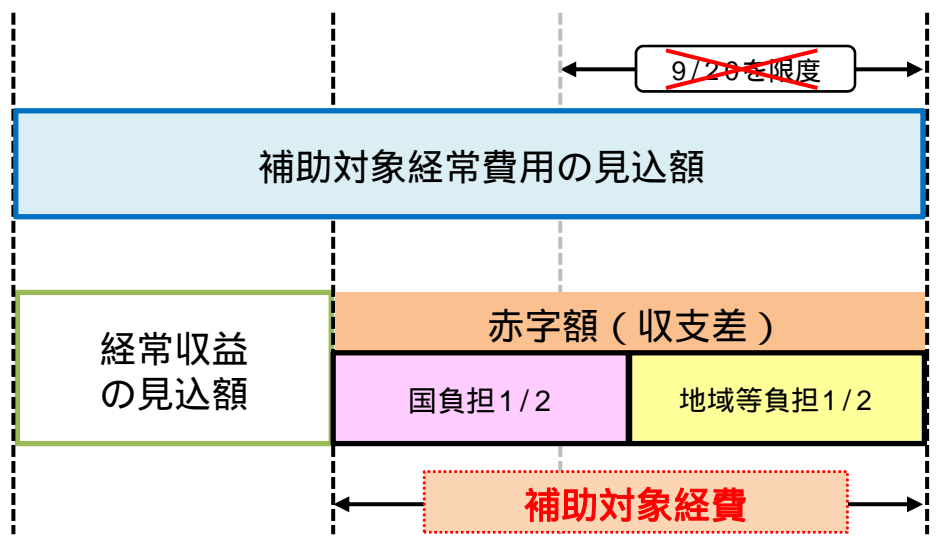 9/20を限度
補助対象経常費用の見込額
経常収益
の見込額
赤字額(収支差)
国負担1/2
地域等負担1/2
補助対象経費